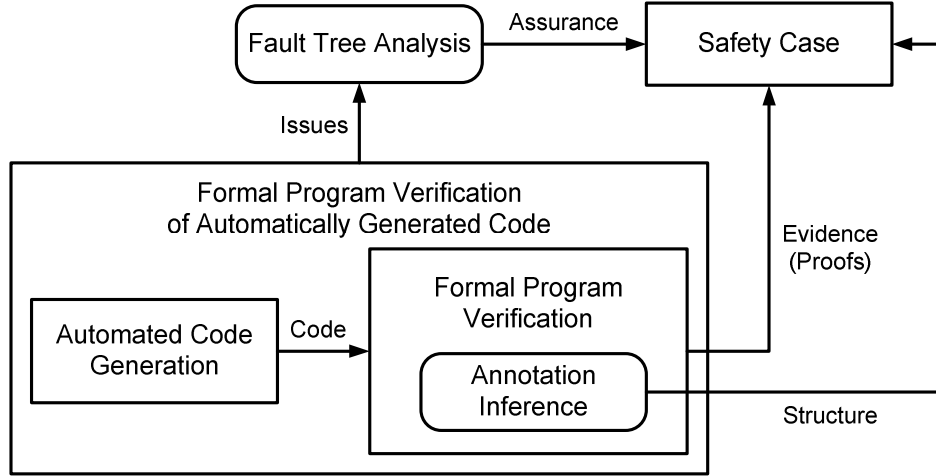 Fault Tree Analysis
Assurance
Safety Case
Issues
Formal Program Verification
of Automatically Generated Code
Evidence
(Proofs)
Formal Program
Verification
Automated Code
Generation
Code
Annotation
Inference
Structure